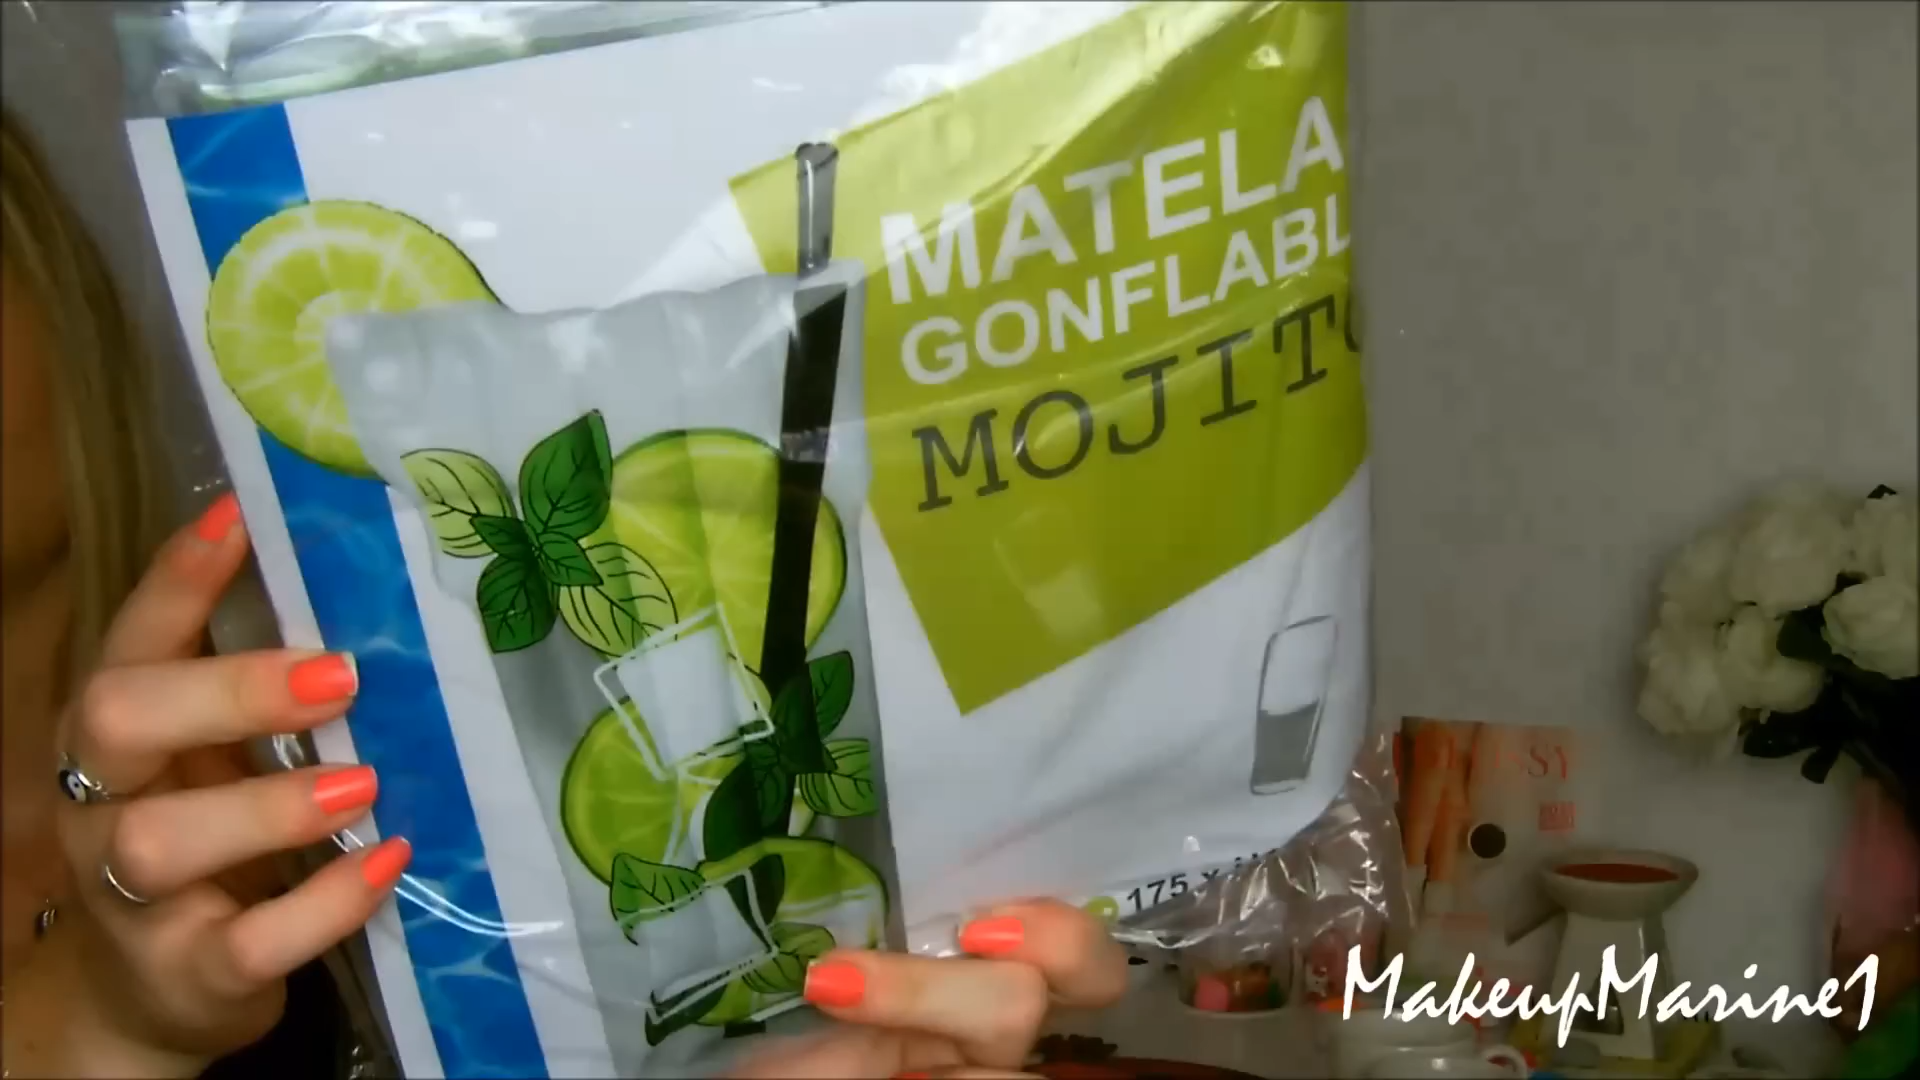 MATELA
GONFLABL
MOJITO
175 x
MakeupMarine1